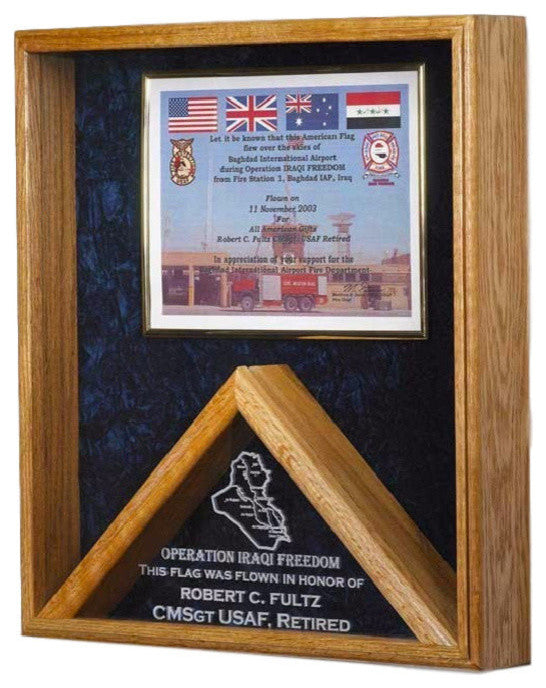 Let it be known that this American Flag
flew over the skies of
Baghdad International Airport
during Operation IRAQI FREEDOM
from Fire Station 1, Baghdad IAP, Iraq
Flown on
11 November 2003
For
All American Gifts
Robert C. Fultz CMSgt. USAF Retired
In appreciation of your support for the
Baghdad International Airport Fire Department
OPERATION IRAQI FREEDOM
THIS FLAG WAS FLOWN IN HONOR OF
ROBERT C. FULTZ
CMSGT USAF, RETIRED